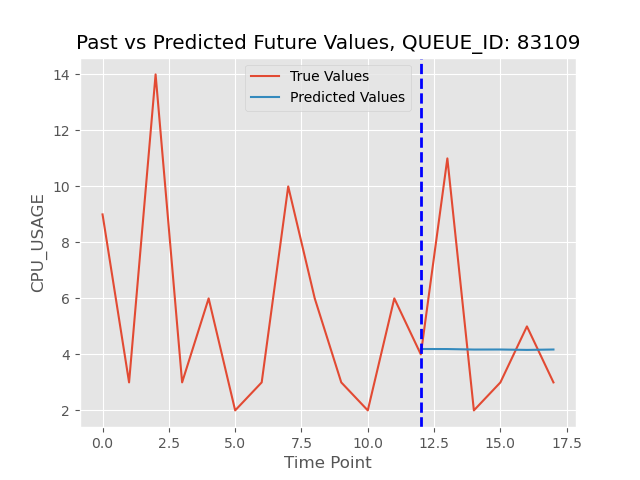 Past vs Predicted Future Values, QUEUE_ID: 83109
True Values
Predicted Values
14
12
10
8
6
4
2
CPU_USAGE
0.0 2.5 5.0 7.5 10.0 12.5 15.0 17.5
Time Point